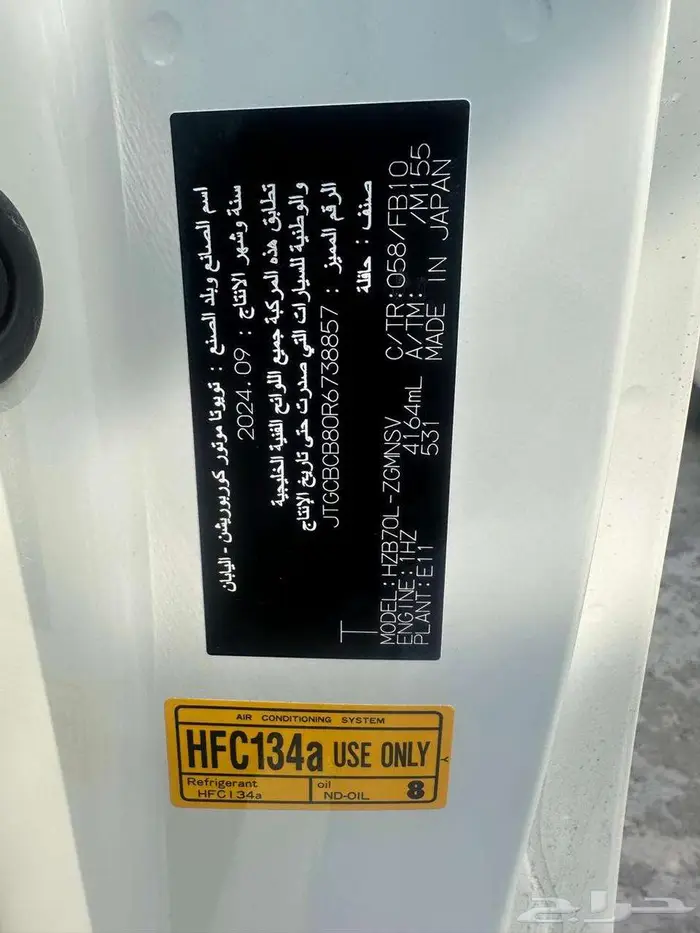 اسم الصانع وبلد الصنع : تويوتا موتور كوربوريشن - اليابان
سنة وشهر الانتاج : 2024.09
تطابق هذه المركبة جميع اللوائح الفنية الخليجية
والوطنية للسيارات التي صدرت حتى تاريخ الإنتاج
الرقم المميز : JTGCBCB80R6738857
صنف : حافلة
T
MODEL:HZB70L-ZGMNSV C/TR:058/FB10
ENGINE:1HZ 4164mL A/TM: /M155
PLANT:E11 531 MADE IN JAPAN
AIR CONDITIONING SYSTEM
HFC134a USE ONLY
Y
Refrigerant
HFC134a
oil
ND-OIL 8
حراج